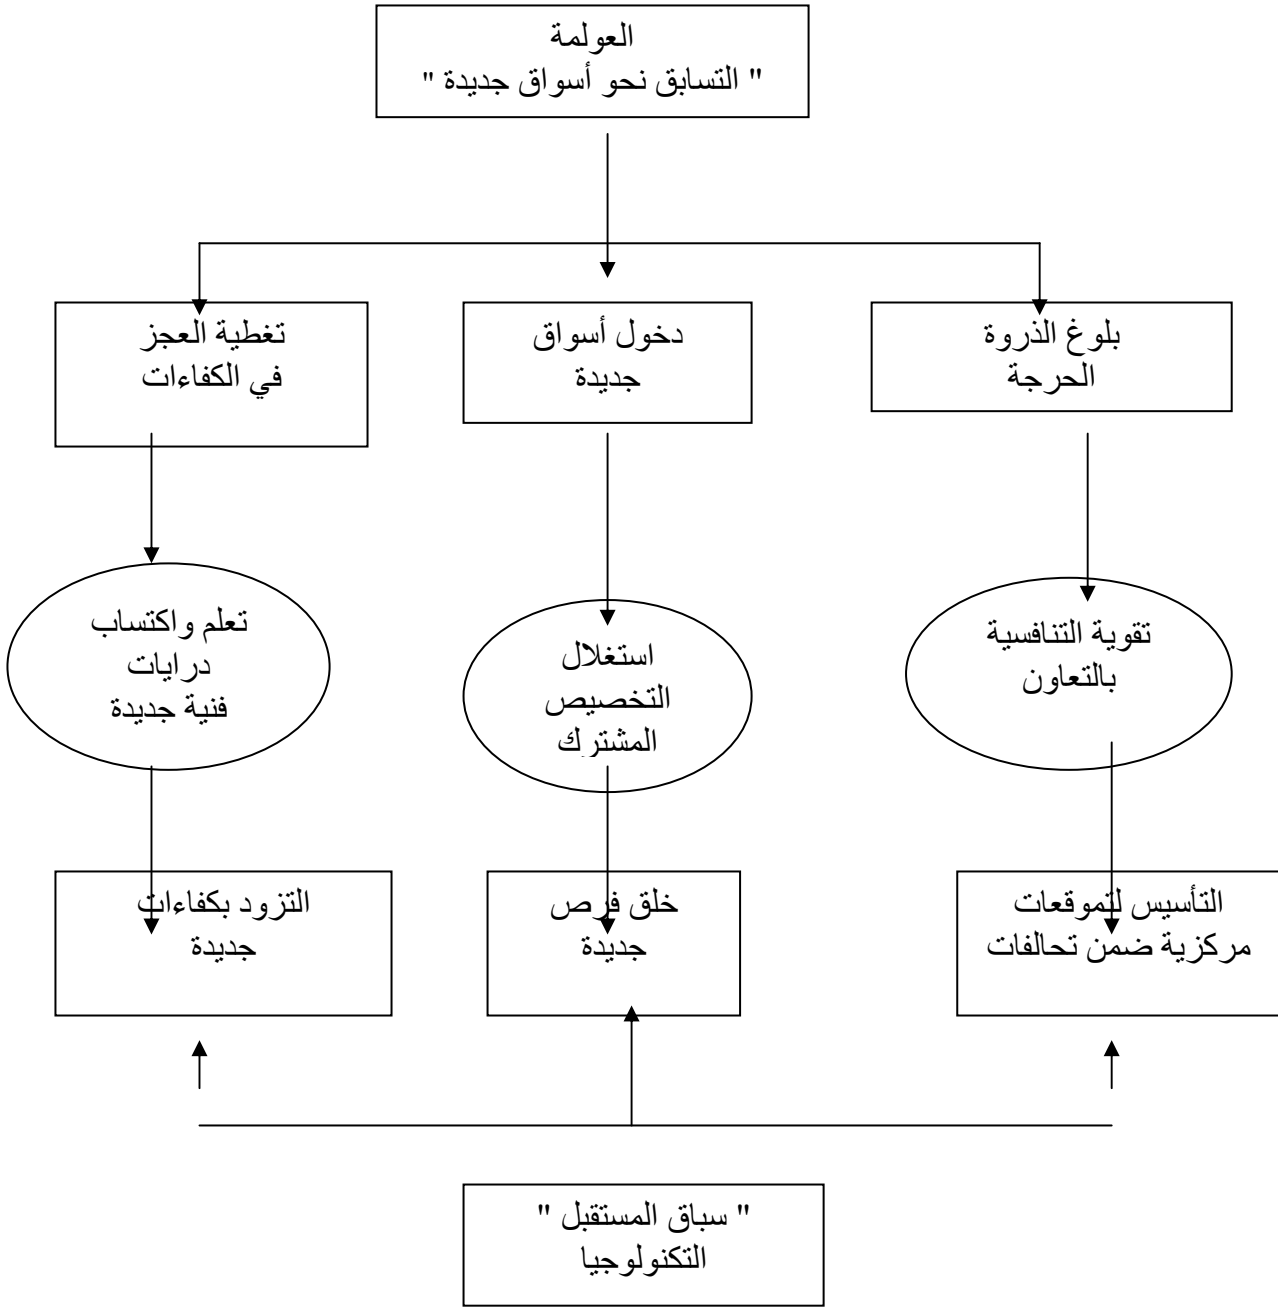 العولمة
" التسابق نحو أسواق جديدة "
بلوغ الذروة
الحرجة
دخول أسواق
جديدة
تغطية العجز
في الكفاءات
تقوية التنافسية
بالتعاون
استغلال
التخصيص
المشترك
تعلم واكتساب
درايات
فنية جديدة
التأسيس لتموقعات
مركزية ضمن تحالفات
خلق فرص
جديدة
التزود بكفاءات
جديدة
" سباق المستقبل "
التكنولوجيا